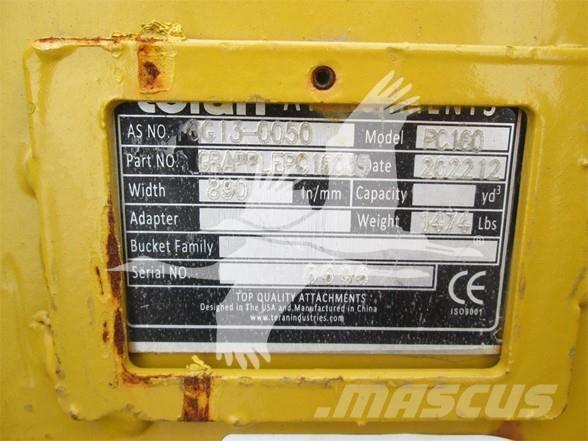 AS NO. G13-0050 Model PC160
Part NO. Date 202212
Width 890 in/mm Capacity yd³
Adapter Weight 1474 Lbs
Bucket Family
Serial NO.
TOP QUALITY ATTACHMENTS
Designed In The USA and Manufactured in China
www.teranindustries.com
CE
ISO9001
MASCUS